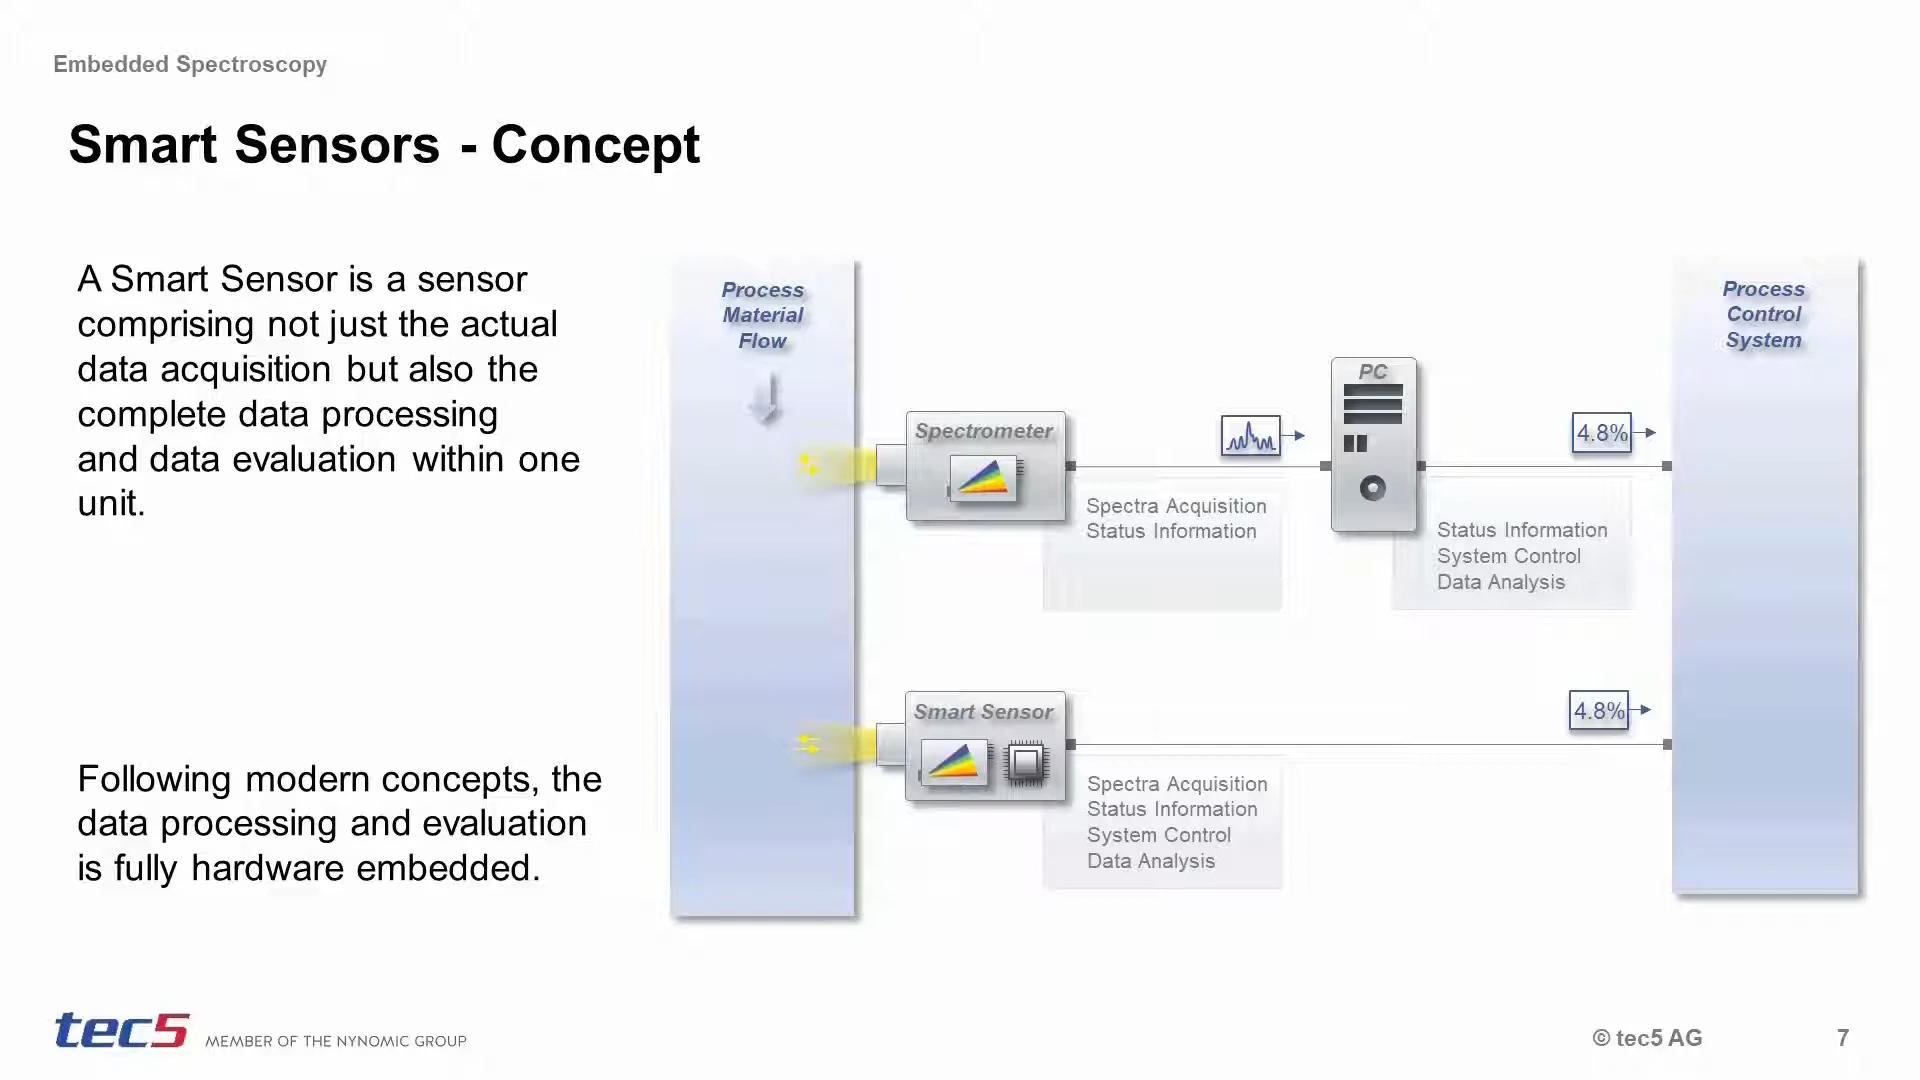 Embedded Spectroscopy
Smart Sensors - Concept
A Smart Sensor is a sensor
comprising not just the actual
data acquisition but also the
complete data processing
and data evaluation within one
unit.
Following modern concepts, the
data processing and evaluation
is fully hardware embedded.
Process
Material
Flow
Spectrometer
Spectra Acquisition
Status Information
PC
4.8%
Status Information
System Control
Data Analysis
Process
Control
System
Smart Sensor
Spectra Acquisition
Status Information
System Control
Data Analysis
4.8%
tec5 MEMBER OF THE NYNOMIC GROUP
© tec5 AG
7